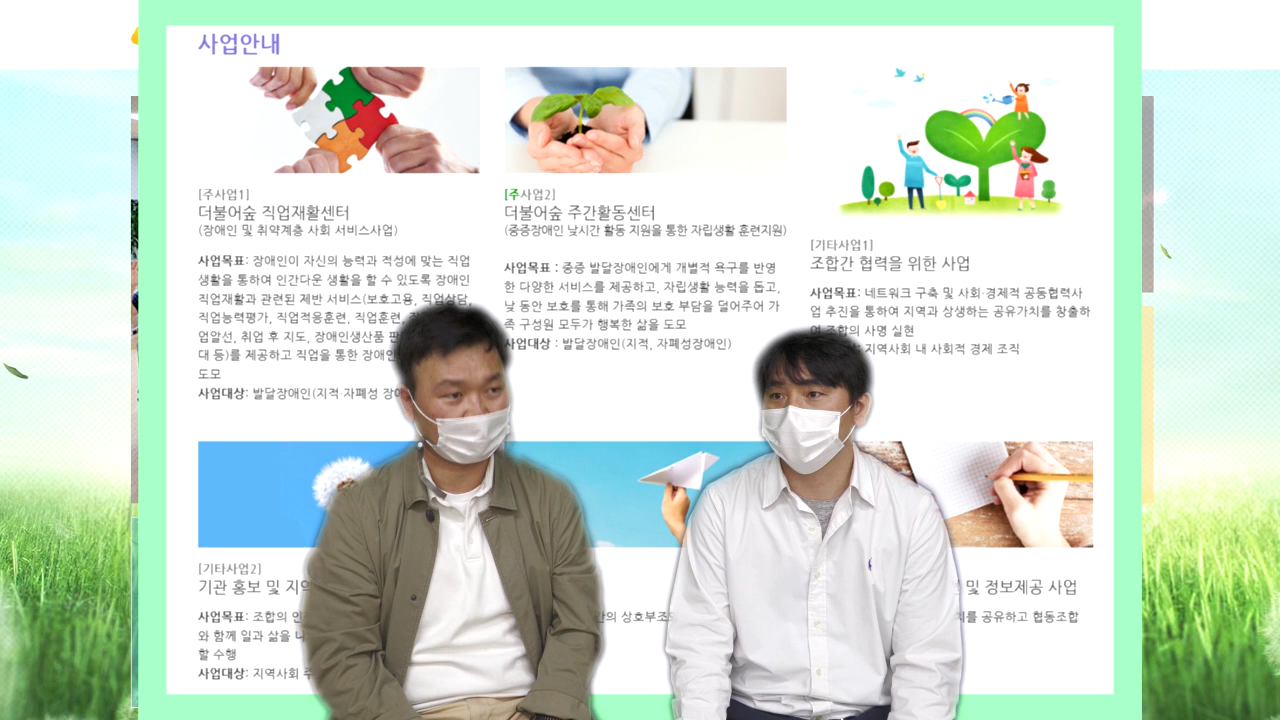 사업안내
[주사업1]
더불어숲 직업재활센터
(장애인 및 취약계층 사회 서비스사업)
사업목표: 장애인이 자신의 능력과 적성에 맞는 직업
생활을 통하여 인간다운 생활을 할 수 있도록 장애인
직업재활과 관련된 제반 서비스(보호고용, 직업상담,
직업능력평가, 직업적응훈련, 직업훈련,
업알선, 취업 후 지도, 장애인생산품
대 등)를 제공하고 직업을 통한
도모
사업대상: 발달장애인(지적·자폐성
[주사업2]
더불어숲 주간활동센터
(중증장애인 낮시간 활동 지원을 통한 자립생활 훈련지원)
사업목표 : 중증 발달장애인에게 개별적 욕구를 반영
한 다양한 서비스를 제공하고, 자립생활 능력을 돕고,
낮 동안 보호를 통해 가족의 보호 부담을 덜어주어 가
족 구성원 모두가 행복한 삶을 도모
사업대상 : 발달장애인(지적, 자폐성장애인)
[기타사업1]
조합간 협력을 위한 사업
사업목표: 네트워크 구축 및 사회·경제적 공동협력사
업 추진을 통하여 지역과 상생하는 공유가치를 창출하
여 조합의 사명 실현
지역사회 내 사회적 경제 조직
[기타사업2]
기관 홍보 및
및 정보제공 사업
사업목표: 조합의
상호부조
공유하고 협동조합
와 함께 일과 삶을
할 수행
사업대상: 지역사회